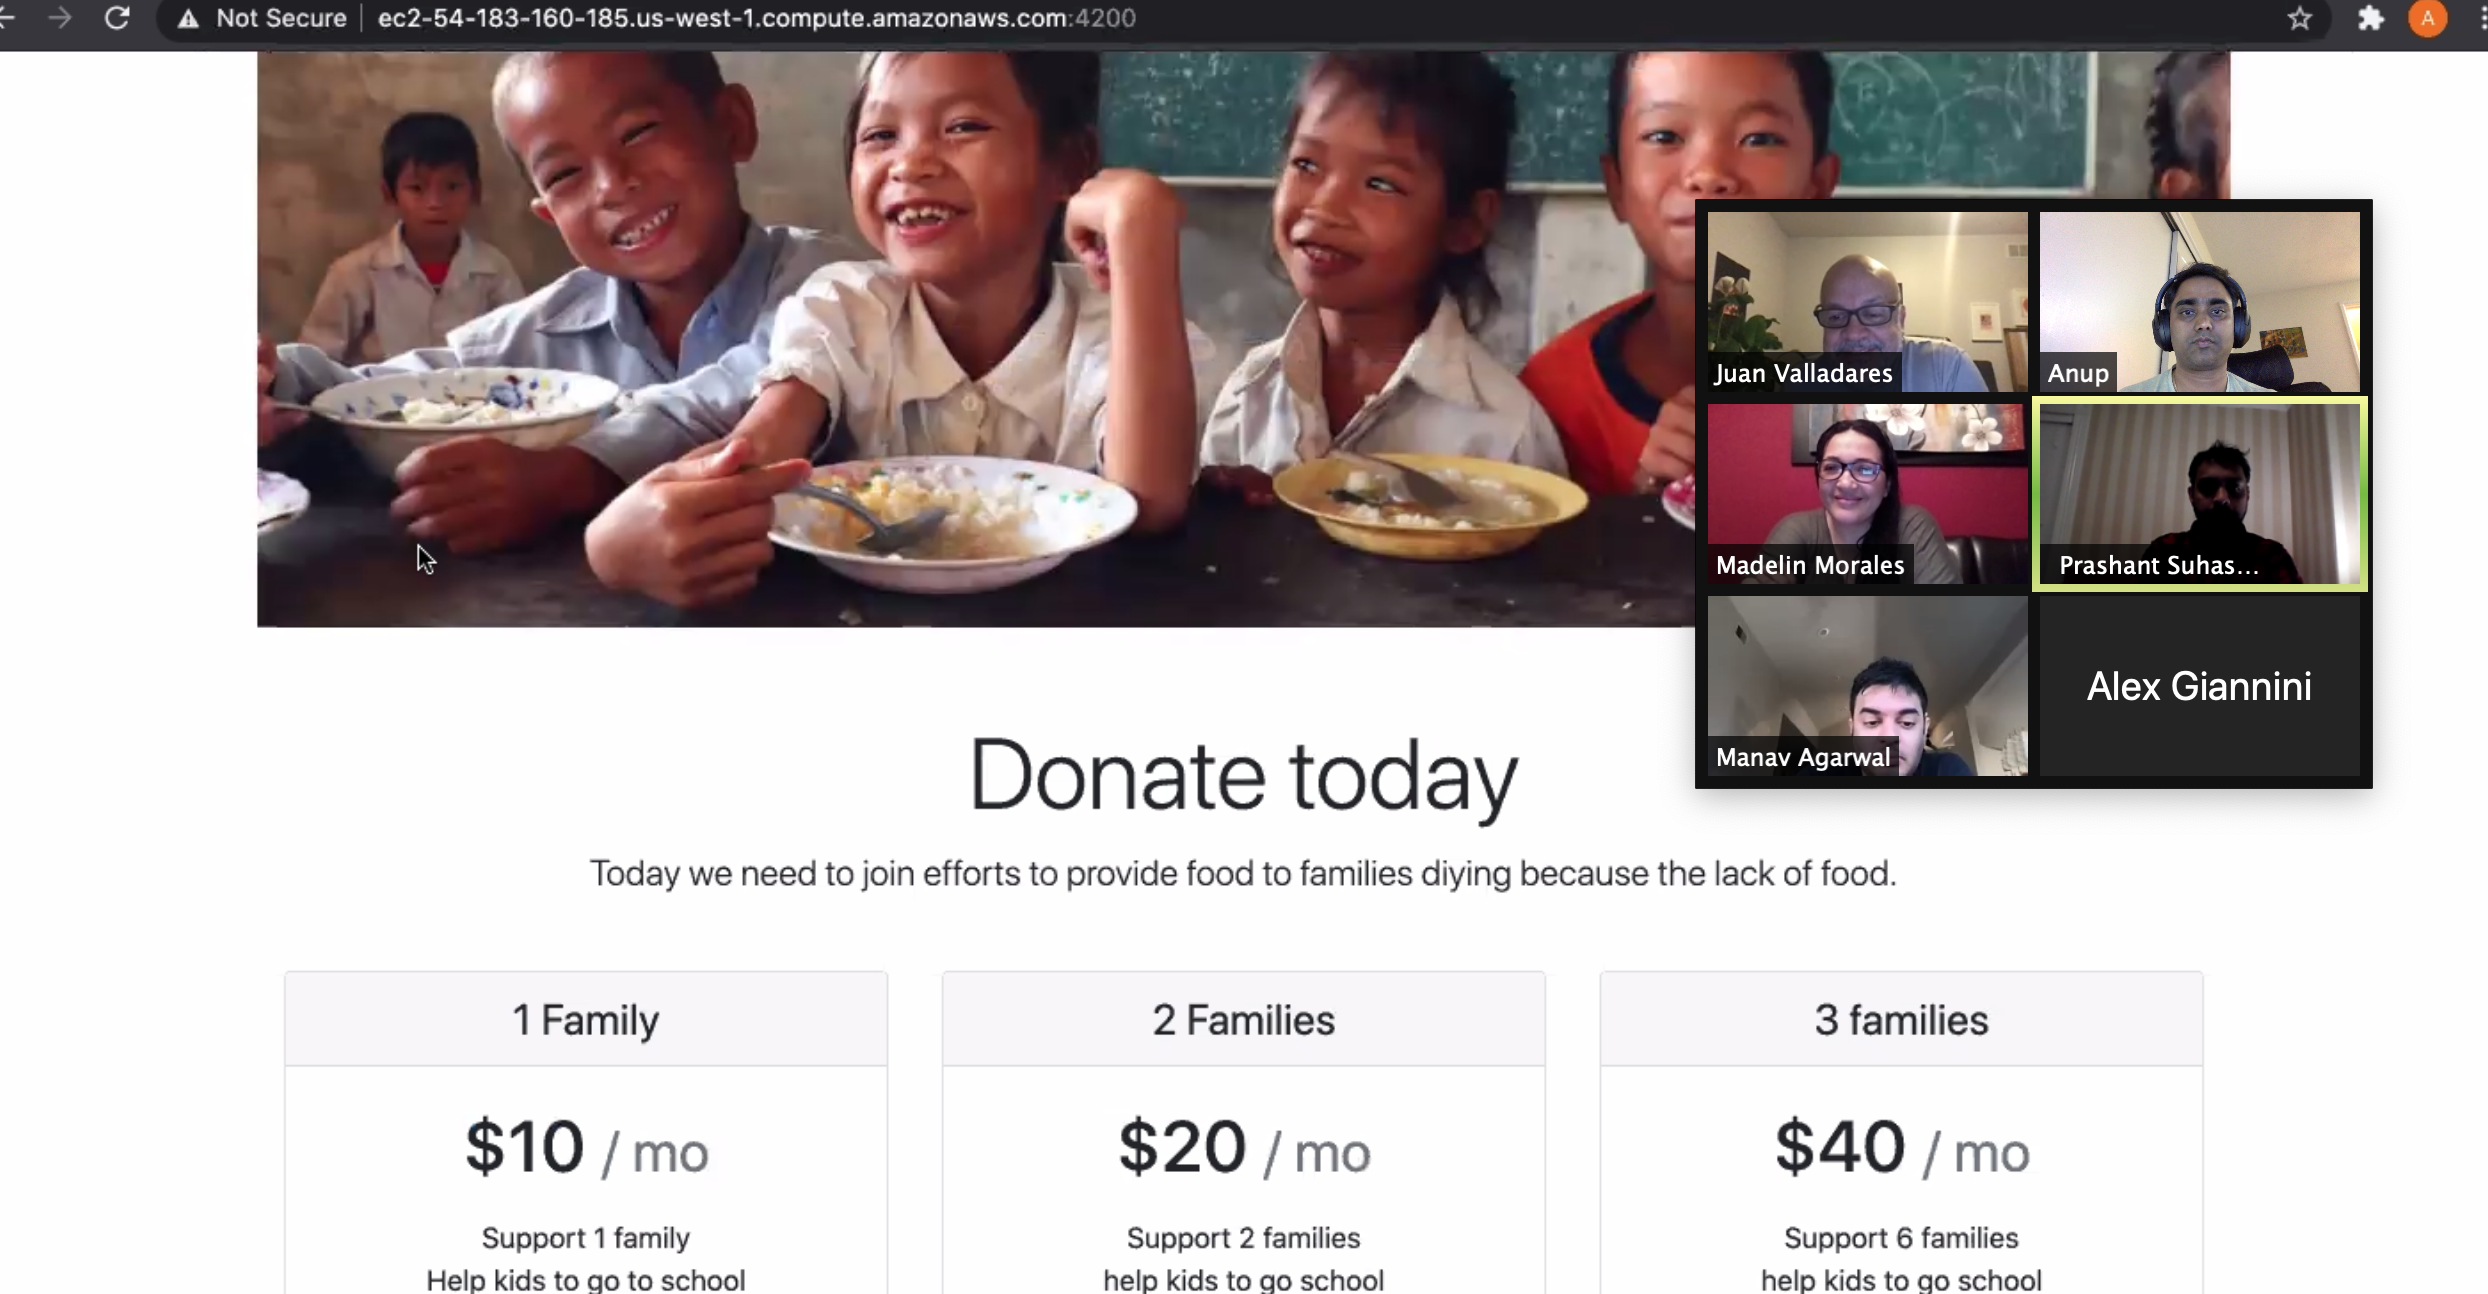 Not Secure | ec2-54-183-160-185.us-west-1.compute.amazonaws.com:4200
A
Juan Valladares
Anup
Madelin Morales
Prashant Suhas...
Manav Agarwal
Alex Giannini
Donate today
Today we need to join efforts to provide food to families diying because the lack of food.
1 Family
2 Families
3 families
$10 / mo
$20 / mo
$40 / mo
Support 1 family
Support 2 families
Support 6 families
Help kids to go to school
help kids to go school
help kids to go school